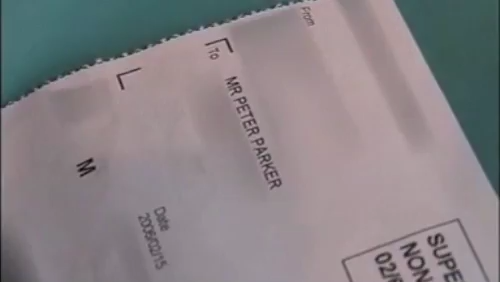 From
To
MR PETER PARKER
M
Date
2006/02/15
SUPE
NON
02/